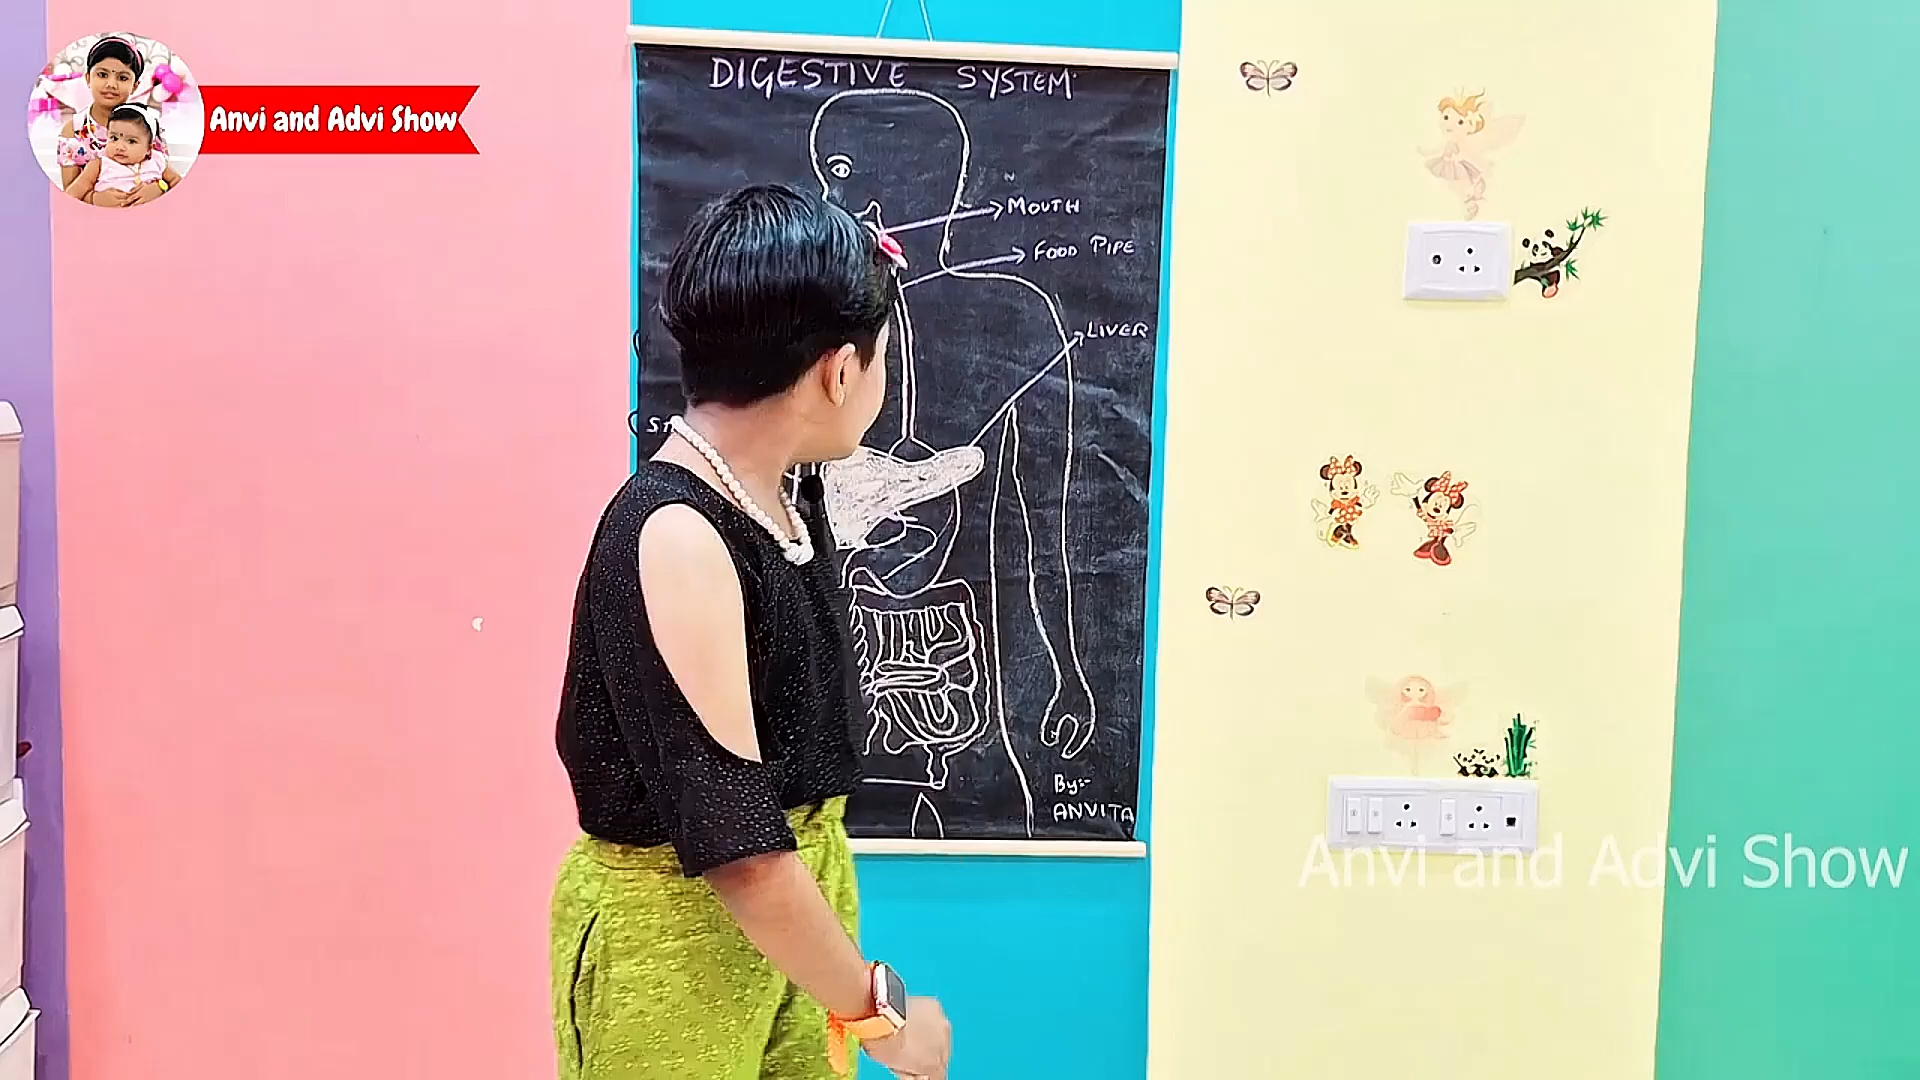 Anvi and Advi Show
DIGESTIVE SYSTEM
MOUTH
FOOD PIPE
LIVER
By:-
ANVITA
Anvi and Advi Show